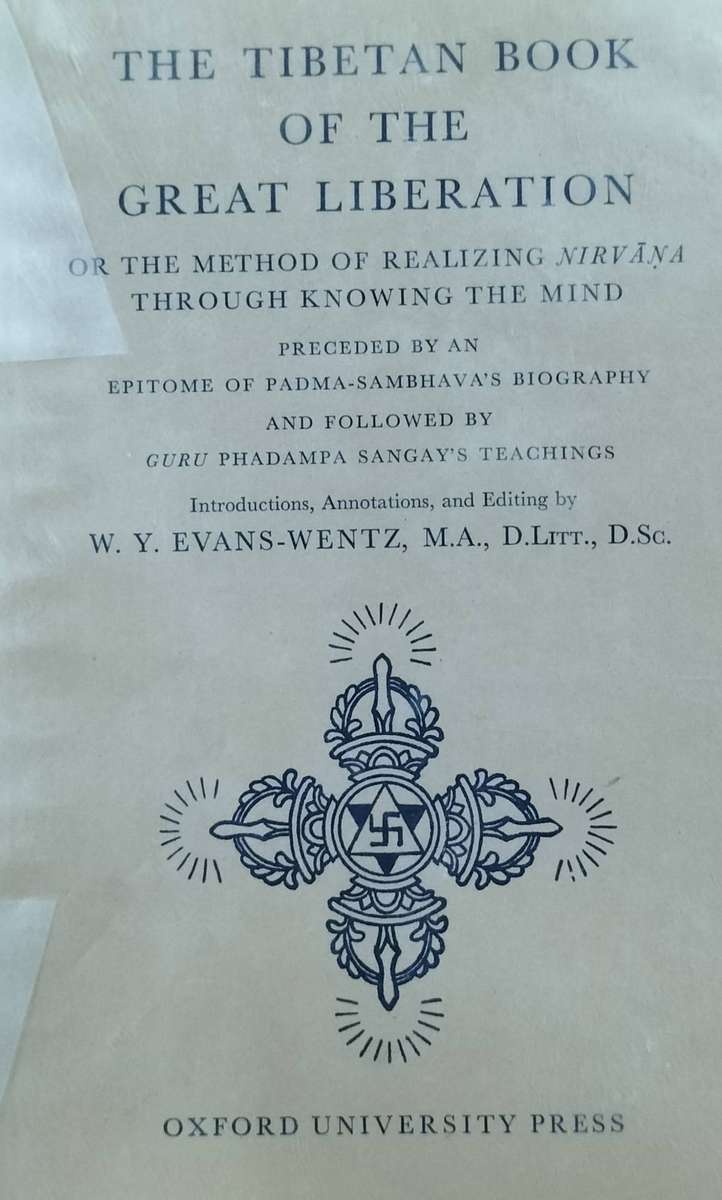 THE TIBETAN BOOK
OF THE
GREAT LIBERATION
OR THE METHOD OF REALIZING NIRVĀṆA
THROUGH KNOWING THE MIND
PRECEDED BY AN
EPITOME OF PADMA-SAMBHAVA'S BIOGRAPHY
AND FOLLOWED BY
GURU PHADAMPA SANGAY'S TEACHINGS
Introductions, Annotations, and Editing by
W. Y. EVANS-WENTZ, M.A., D.LITT., D.SC.
OXFORD UNIVERSITY PRESS